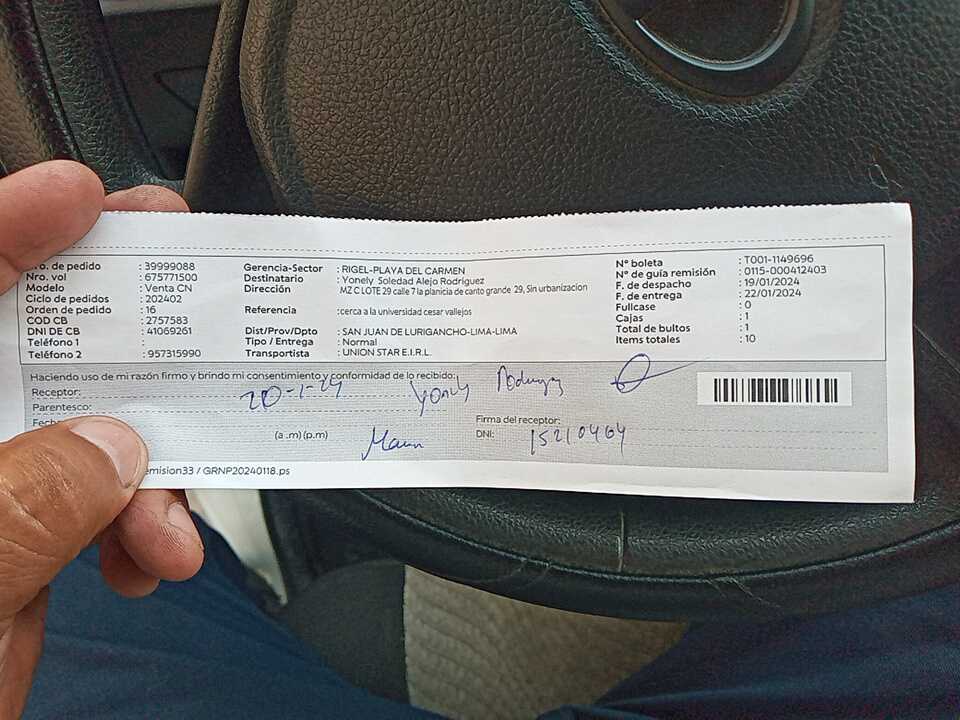 Nro. de pedido : 39999088
Nro. vol : 675771500
Modelo : Venta CN
Ciclo de pedidos : 202402
Orden de pedido : 16
COD CB : 2757583
DNI DE CB : 41069261
Teléfono 1 :
Teléfono 2 : 957315990
Gerencia-Sector : RIGEL-PLAYA DEL CARMEN
Destinatario : Yonely Soledad Alejo Rodriguez
Dirección MZ C LOTE 29 calle 7 la planicia de canto grande 29, Sin urbanizacion
Referencia : cerca a la universidad cesar vallejos
Dist/Prov/Dpto : SAN JUAN DE LURIGANCHO-LIMA-LIMA
Tipo / Entrega : Normal
Transportista : UNION STAR E.I.R.L.
N° boleta : T001-1149696
N° de guía remisión : 0115-000412403
F. de despacho : 19/01/2024
F. de entrega : 22/01/2024
Fullcase : 0
Cajas : 1
Total de bultos : 1
Items totales : 10
Haciendo uso de mi razón firmo y brindo mi consentimiento y conformidad de lo recibido:
Receptor: 20-1-24
Parentesco:
Fech
(a .m) (p.m)
Firma del receptor:
DNI: 15210464
emision33 / GRNP20240118.ps